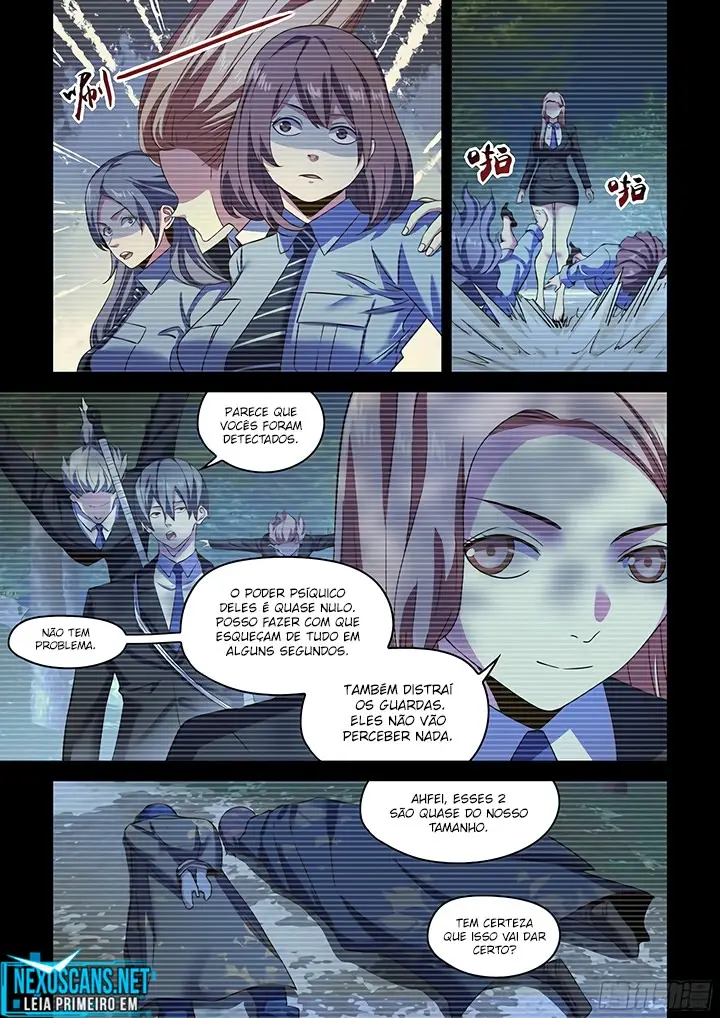 唰
啪
啪
PARECE QUE
VOCÊS FORAM
DETECTADOS.
NÃO TEM
PROBLEMA.
O PODER PSÍQUICO
DELES É QUASE NULO.
POSSO FAZER COM QUE
ESQUEÇAM DE TUDO EM
ALGUNS SEGUNDOS.
TAMBÉM DISTRAÍ
OS GUARDAS.
ELES NÃO VÃO
PERCEBER NADA.
AHFEI, ESSES 2
SÃO QUASE DO NOSSO
TAMANHO.
TEM CERTEZA
QUE ISSO VAI DAR
CERTO?
NEXOSCANS.NET
LEIA PRIMEIRO EM